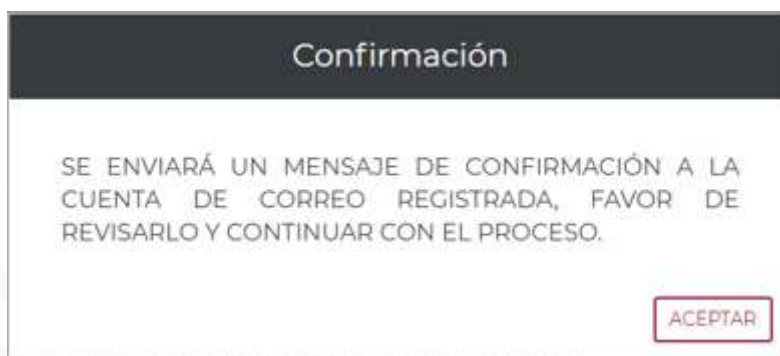 Confirmación
SE ENVIARÁ UN MENSAJE DE CONFIRMACIÓN A LA
CUENTA DE CORREO REGISTRADA, FAVOR DE
REVISARLO Y CONTINUAR CON EL PROCESO.
ACEPTAR